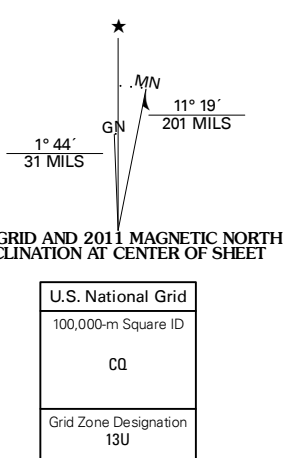 MN
GN
11° 19´
201 MILS
1° 44´
31 MILS
GRID AND 2011 MAGNETIC NORTH
CLINATION AT CENTER OF SHEET
U.S. National Grid
100,000-m Square ID
CQ
Grid Zone Designation
13U